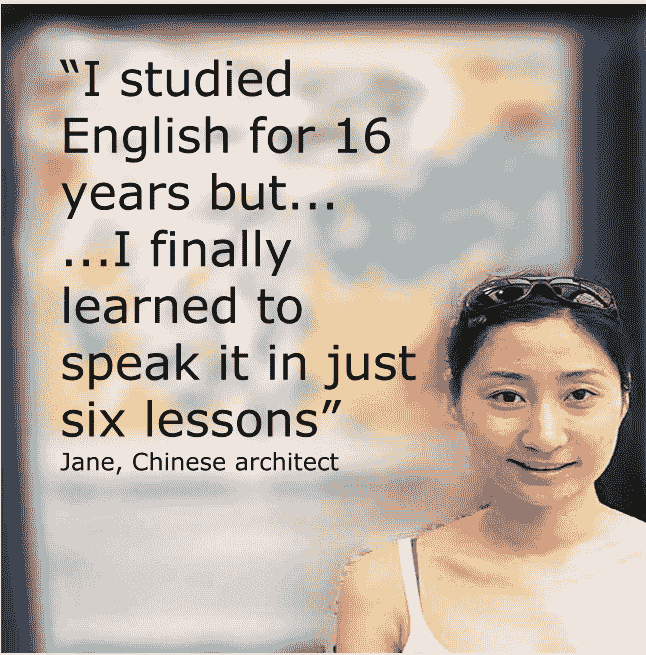 “I studied
English for 16
years but...
...I finally
learned to
speak it in just
six lessons”
Jane, Chinese architect